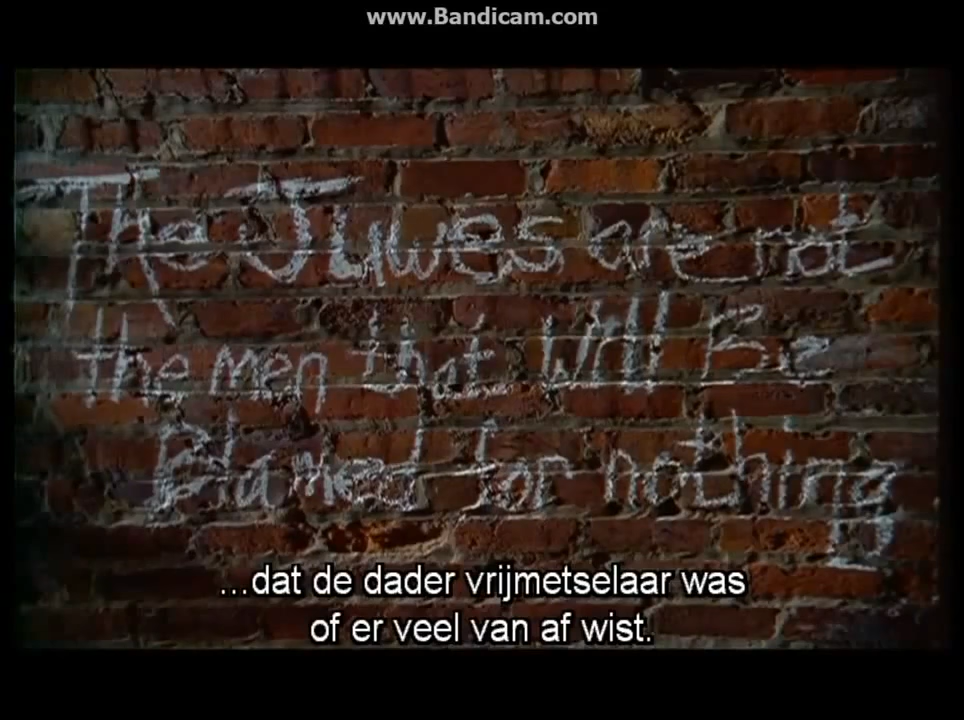 www.Bandicam.com
The Juwes are not
the men that Will Be
Blamed for nothing
...dat de dader vrijmetselaar was
of er veel van af wist.